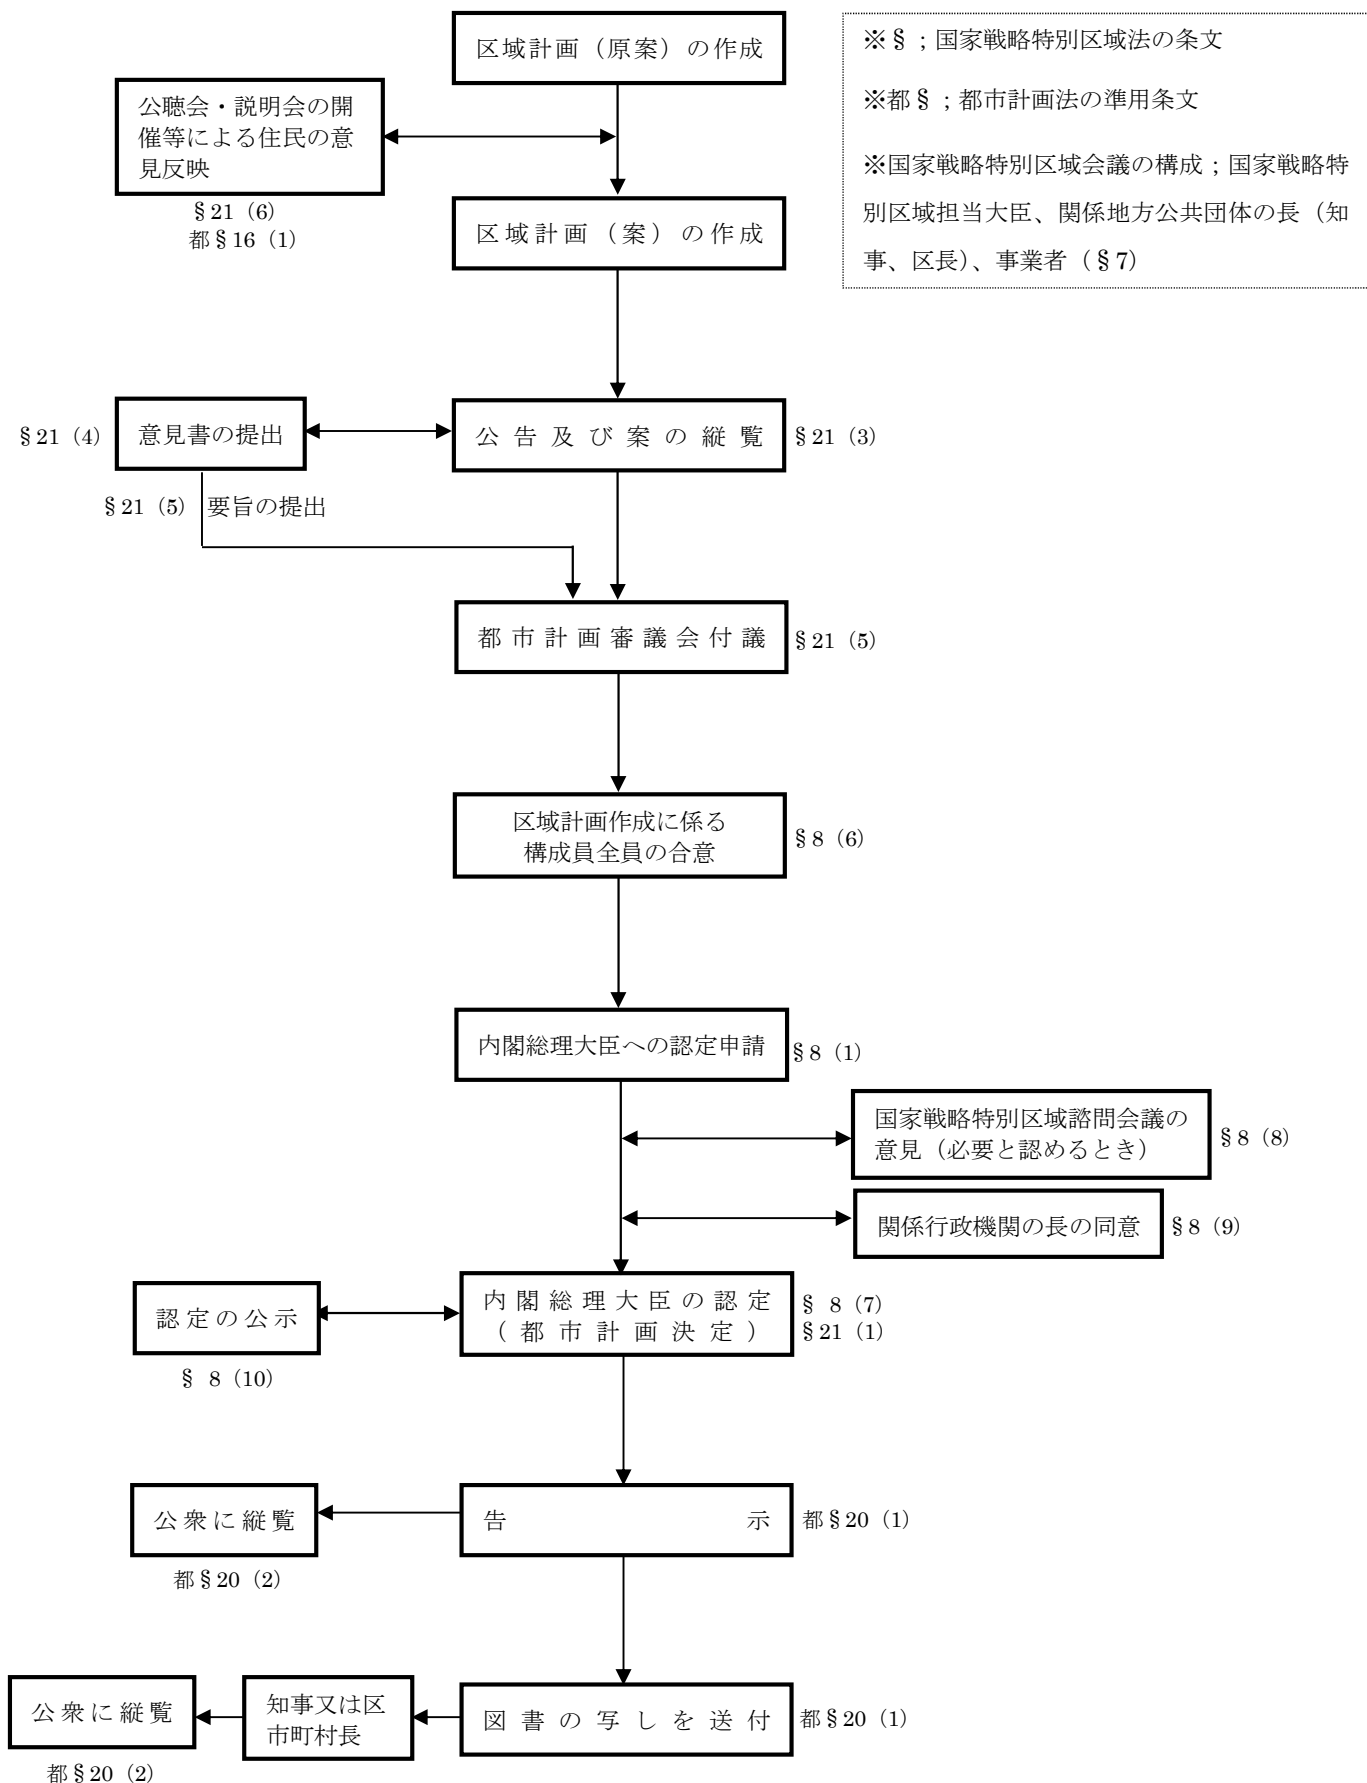 区域計画（原案）の作成
※§；国家戦略特別区域法の条文
※都§；都市計画法の準用条文
※国家戦略特別区域会議の構成；国家戦略特
別区域担当大臣、関係地方公共団体の長（知
事、区長）、事業者（§7）
公聴会・説明会の開
催等による住民の意
見反映
§21（6）
都§16（1）
区域計画（案）の作成
§21（4）
意見書の提出
公告及び案の縦覧
§21（3）
§21（5）
要旨の提出
都市計画審議会付議
§21（5）
区域計画作成に係る
構成員全員の合意
§8（6）
内閣総理大臣への認定申請
§8（1）
国家戦略特別区域諮問会議の
意見（必要と認めるとき）
§8（8）
関係行政機関の長の同意
§8（9）
認定の公示
§ 8（10）
内閣総理大臣の認定
（都市計画決定）
§ 8（7）
§21（1）
公衆に縦覧
都§20（2）
告示
都§20（1）
公衆に縦覧
都§20（2）
知事又は区
市町村長
図書の写しを送付
都§20（1）